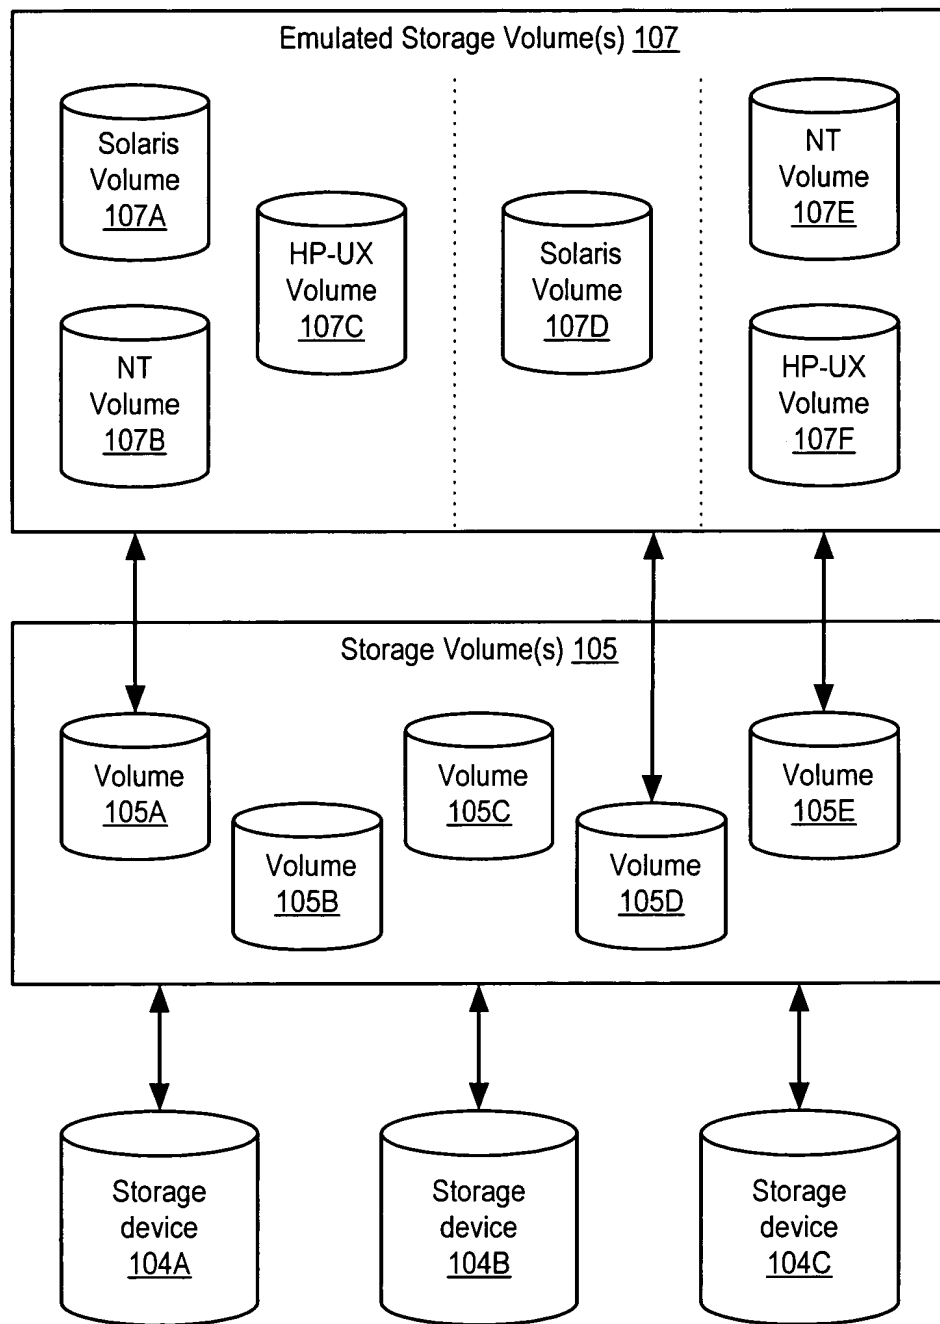 Emulated Storage Volume(s) 107
Solaris
Volume
107A
NT
Volume
107B
HP-UX
Volume
107C
Solaris
Volume
107D
NT
Volume
107E
HP-UX
Volume
107F
Storage Volume(s) 105
Volume
105A
Volume
105B
Volume
105C
Volume
105D
Volume
105E
Storage
device
104A
Storage
device
104B
Storage
device
104C